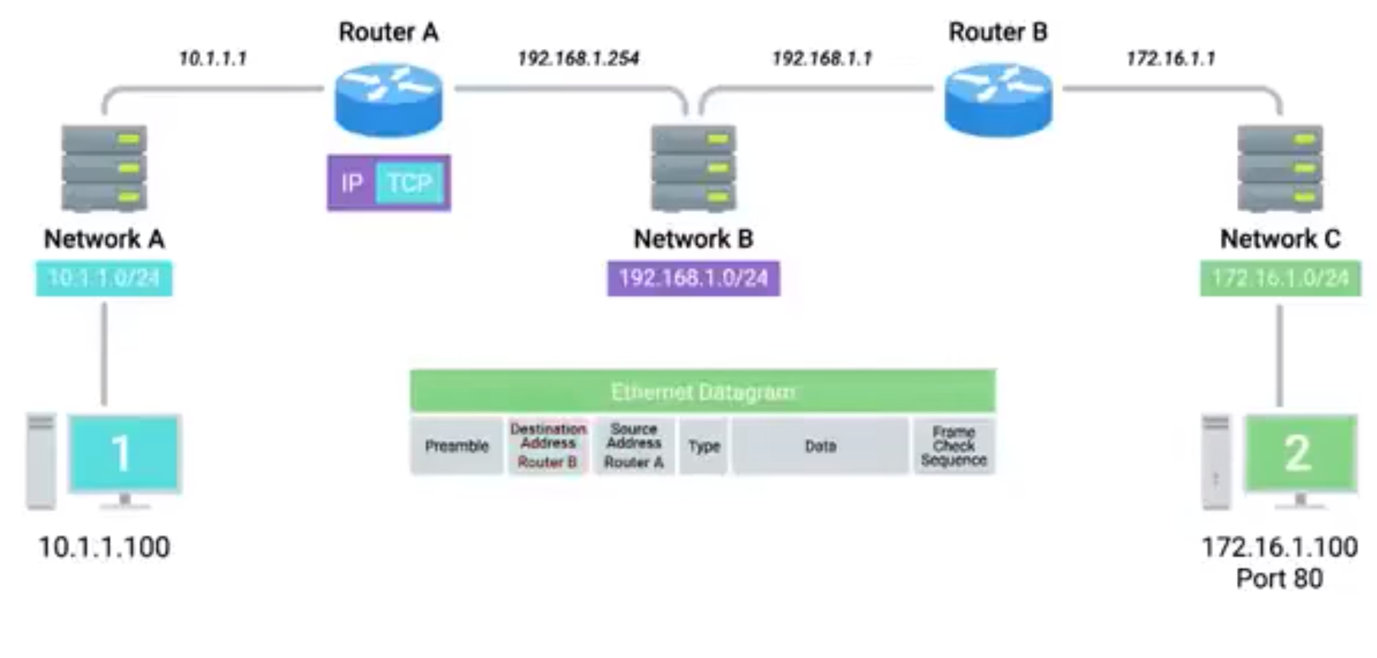 Router A
Router B
10.1.1.1
192.168.1.254
192.168.1.1
172.16.1.1
IP TCP
Network A
Network B
Network C
10.1.1.0/24
192.168.1.0/24
172.16.1.0/24
Ethernet Datagram
Preamble
Destination
Address
Router B
Source
Address
Router A
Type
Data
Frame
Check
Sequence
1
2
10.1.1.100
172.16.1.100
Port 80